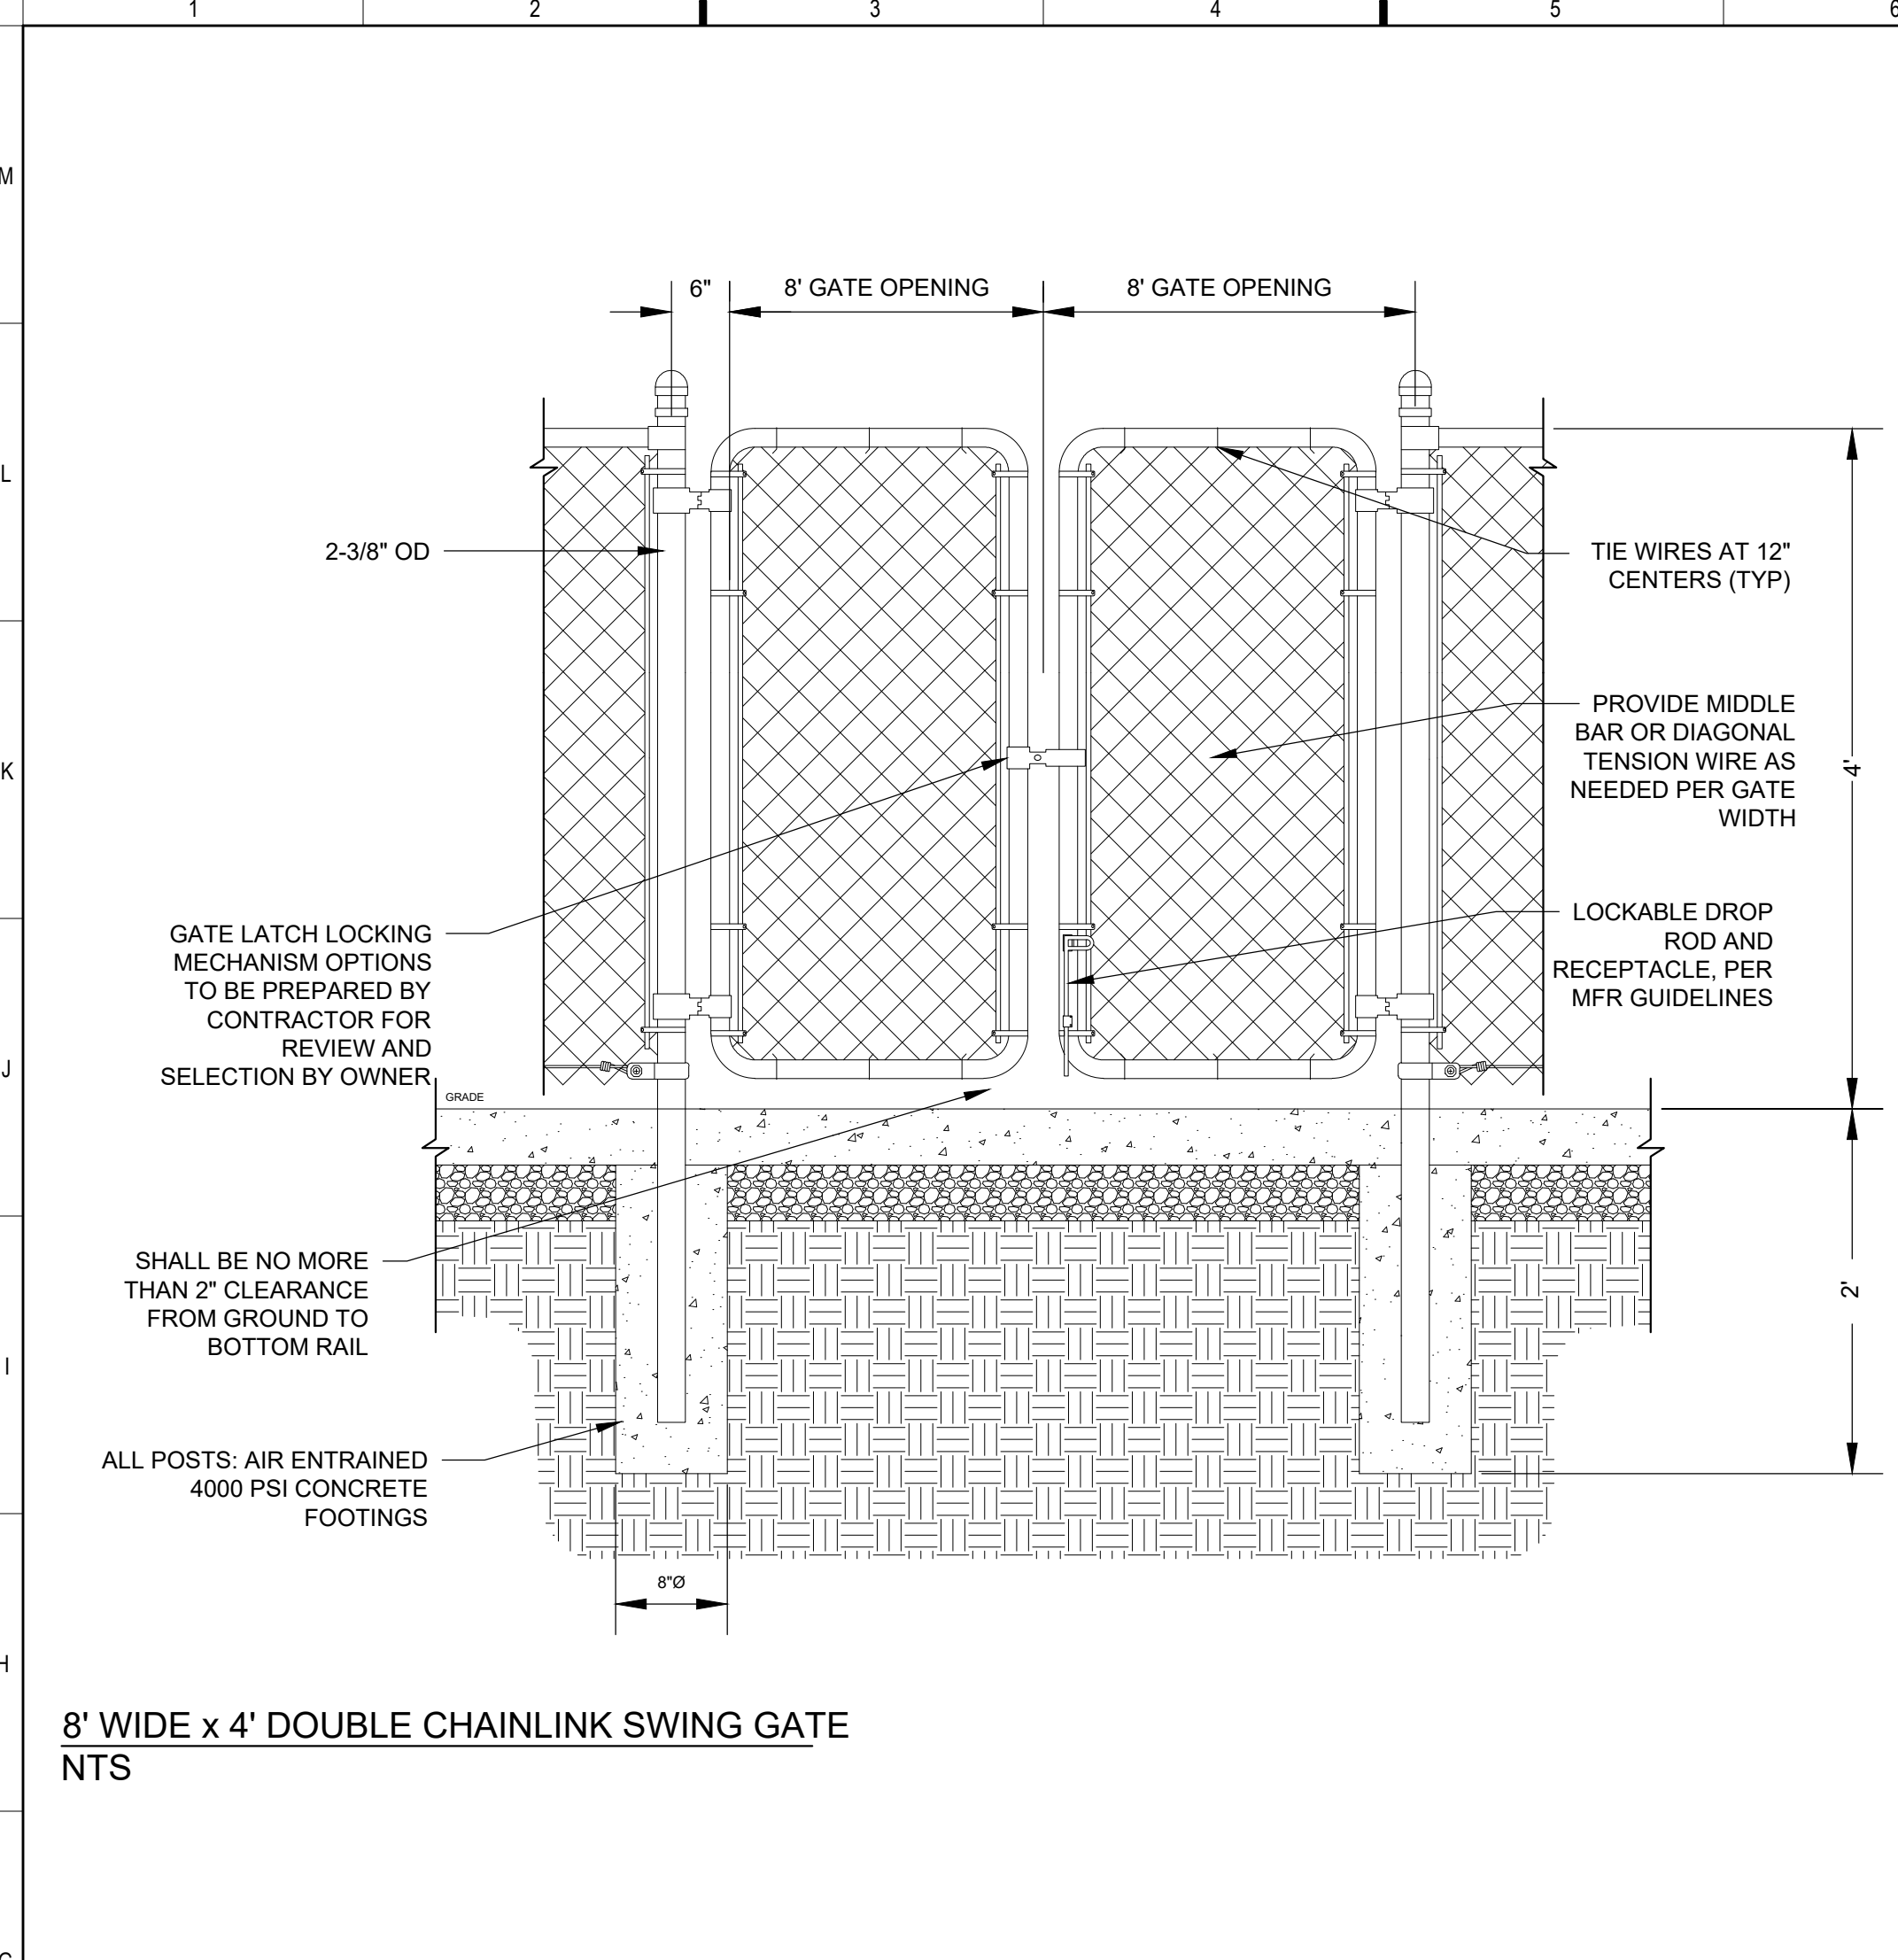 1 2 3 4 5 6
M
L
K
J
I
H
G
6" 8' GATE OPENING 8' GATE OPENING
2-3/8" OD
TIE WIRES AT 12"
CENTERS (TYP)
PROVIDE MIDDLE
BAR OR DIAGONAL
TENSION WIRE AS
NEEDED PER GATE
WIDTH
4'
GATE LATCH LOCKING
MECHANISM OPTIONS
TO BE PREPARED BY
CONTRACTOR FOR
REVIEW AND
SELECTION BY OWNER
LOCKABLE DROP
ROD AND
RECEPTACLE, PER
MFR GUIDELINES
GRADE
SHALL BE NO MORE
THAN 2" CLEARANCE
FROM GROUND TO
BOTTOM RAIL
2'
ALL POSTS: AIR ENTRAINED
4000 PSI CONCRETE
FOOTINGS
8"Ø
8' WIDE x 4' DOUBLE CHAINLINK SWING GATE
NTS